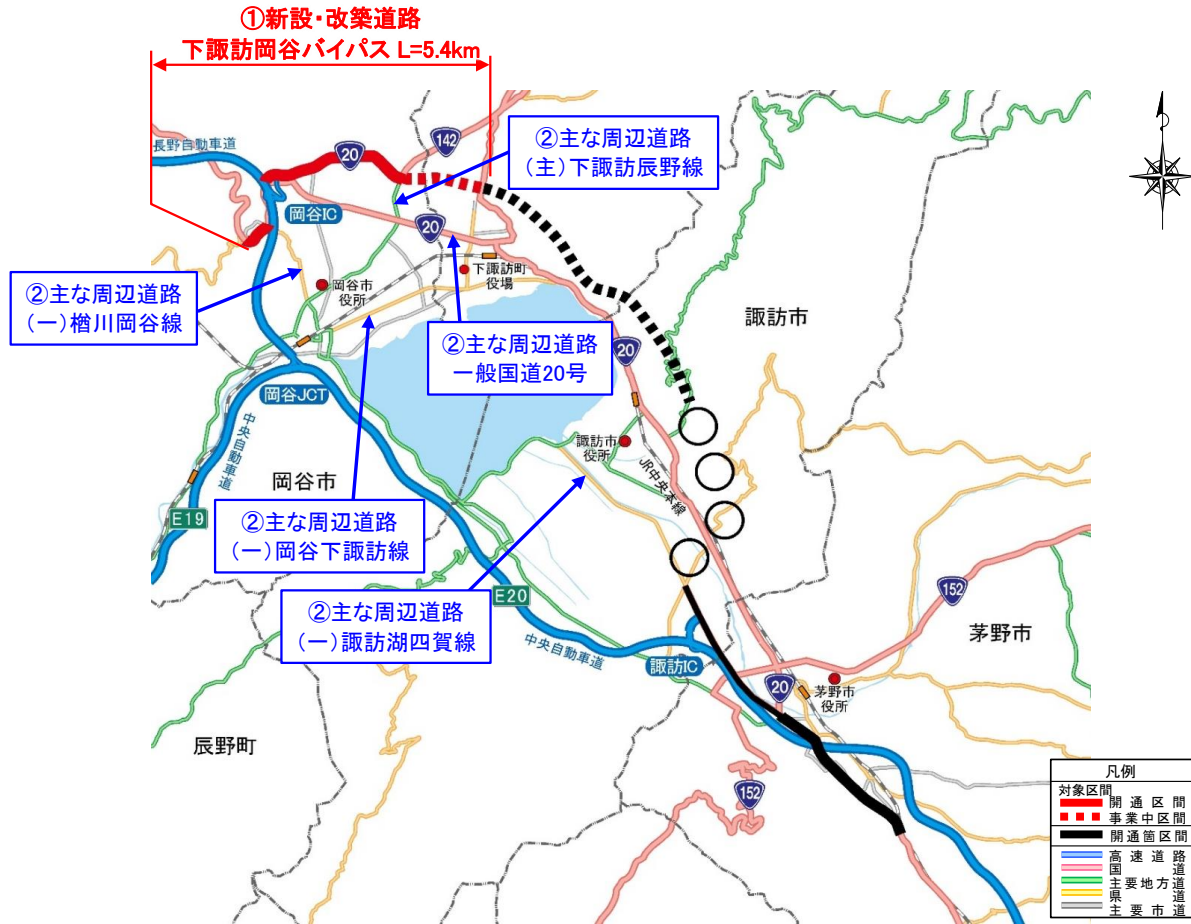 ①新設・改築道路
下諏訪岡谷バイパス L=5.4km
長野自動車道
20
142
②主な周辺道路
(主)下諏訪辰野線
岡谷IC
20
②主な周辺道路
(一)楢川岡谷線
岡谷市
役所
下諏訪町
役場
②主な周辺道路
一般国道20号
諏訪市
20
岡谷JCT
中央自動車道
諏訪市
役所
JR中央本線
岡谷市
E19
②主な周辺道路
(一)岡谷下諏訪線
E20
152
②主な周辺道路
(一)諏訪湖四賀線
茅野市
中央自動車道
諏訪IC
20
茅野市
役所
辰野町
152
凡例
対象区間
開通区間
事業中区間
開通箇区間
高速道路
国道
主要地方道
県道
主要市道